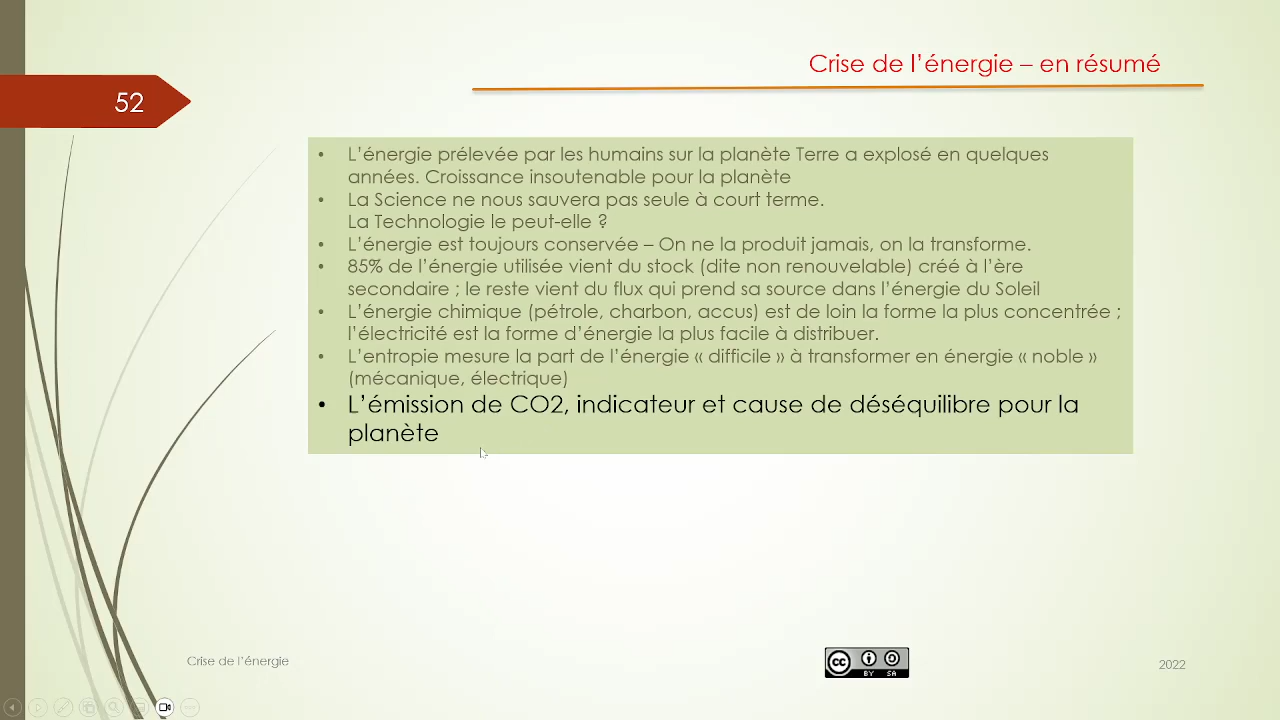 Crise de l’énergie – en résumé
52
• L’énergie prélevée par les humains sur la planète Terre a explosé en quelques
années. Croissance insoutenable pour la planète
• La Science ne nous sauvera pas seule à court terme.
La Technologie le peut-elle ?
• L’énergie est toujours conservée – On ne la produit jamais, on la transforme.
• 85% de l’énergie utilisée vient du stock (dite non renouvelable) créé à l’ère
secondaire ; le reste vient du flux qui prend sa source dans l’énergie du Soleil
• L’énergie chimique (pétrole, charbon, accus) est de loin la forme la plus concentrée ;
l’électricité est la forme d’énergie la plus facile à distribuer.
• L’entropie mesure la part de l’énergie « difficile » à transformer en énergie « noble »
(mécanique, électrique)
• L’émission de CO2, indicateur et cause de déséquilibre pour la
planète
Crise de l’énergie
cc BY SA
2022